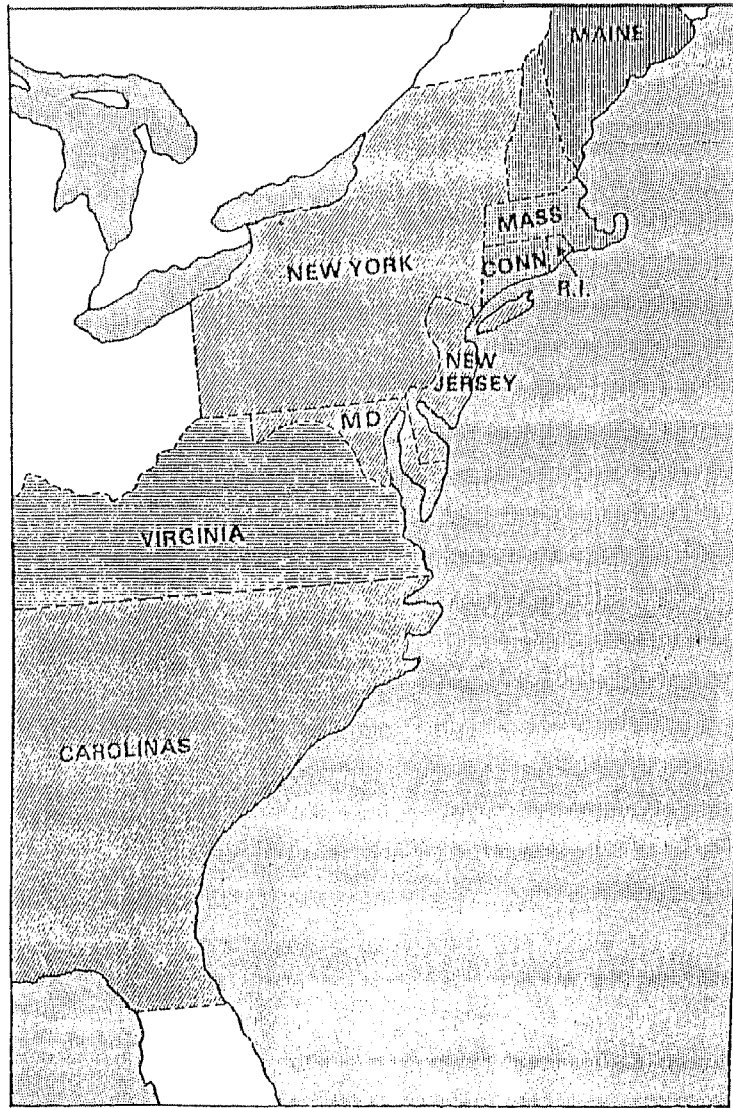 MAINE
MASS
CONN.
R.I.
NEW YORK
NEW
JERSEY
MD
VIRGINIA
CAROLINAS